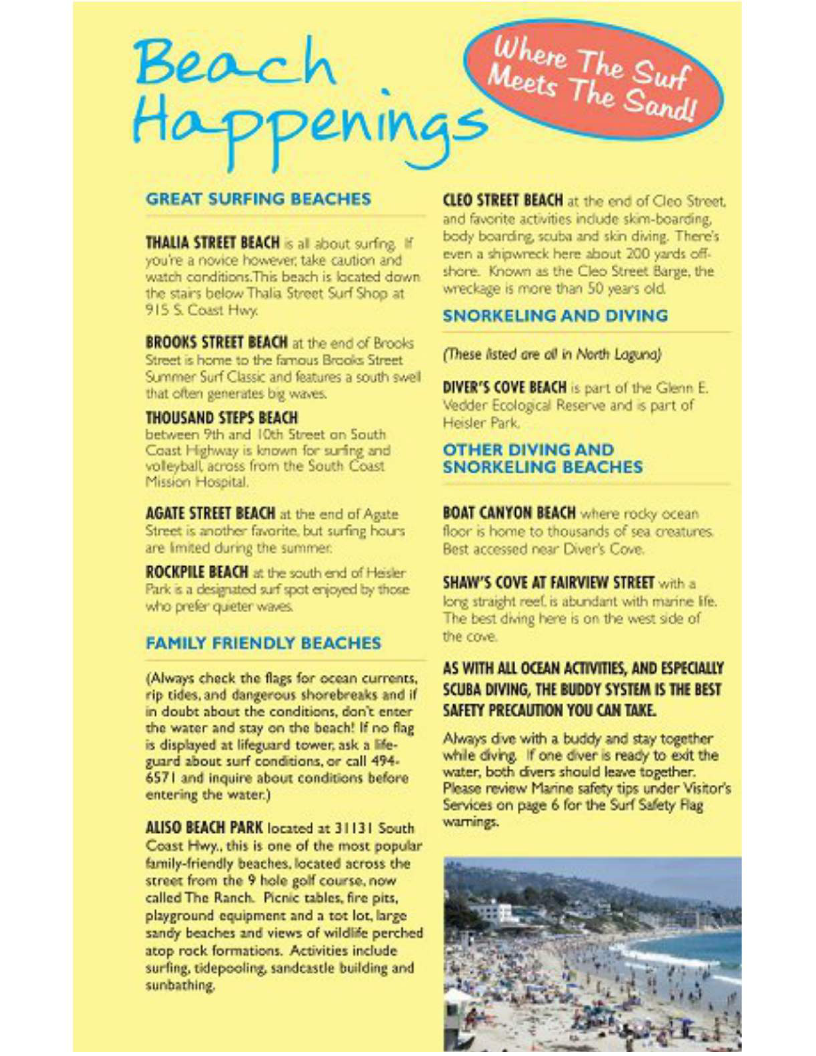 Beach
Happenings
Where The Surf
Meets The Sand!
GREAT SURFING BEACHES
THALIA STREET BEACH is all about surfing. If
you're a novice however, take caution and
watch conditions.This beach is located down
the stairs below Thalia Street Surf Shop at
915 S. Coast Hwy.
BROOKS STREET BEACH at the end of Brooks
Street is home to the famous Brooks Street
Summer Surf Classic and features a south swell
that often generates big waves.
THOUSAND STEPS BEACH
between 9th and 10th Street on South
Coast Highway is known for surfing and
volleyball, across from the South Coast
Mission Hospital.
AGATE STREET BEACH at the end of Agate
Street is another favorite, but surfing hours
are limited during the summer.
ROCKPILE BEACH at the south end of Heisler
Park is a designated surf spot enjoyed by those
who prefer quieter waves.
FAMILY FRIENDLY BEACHES
(Always check the flags for ocean currents,
rip tides, and dangerous shorebreaks and if
in doubt about the conditions, don't enter
the water and stay on the beach! If no flag
is displayed at lifeguard tower, ask a life-
guard about surf conditions, or call 494-
6571 and inquire about conditions before
entering the water.)
ALISO BEACH PARK located at 31131 South
Coast Hwy., this is one of the most popular
family-friendly beaches, located across the
street from the 9 hole golf course, now
called The Ranch. Picnic tables, fire pits,
playground equipment and a tot lot, large
sandy beaches and views of wildlife perched
atop rock formations. Activities include
surfing, tidepooling, sandcastle building and
sunbathing.
CLEO STREET BEACH at the end of Cleo Street,
and favorite activities include skim-boarding,
body boarding, scuba and skin diving. There's
even a shipwreck here about 200 yards off-
shore. Known as the Cleo Street Barge, the
wreckage is more than 50 years old.
SNORKELING AND DIVING
(These listed are all in North Laguna)
DIVER'S COVE BEACH is part of the Glenn E.
Vedder Ecological Reserve and is part of
Heisler Park.
OTHER DIVING AND
SNORKELING BEACHES
BOAT CANYON BEACH where rocky ocean
floor is home to thousands of sea creatures.
Best accessed near Diver's Cove.
SHAW'S COVE AT FAIRVIEW STREET with a
long straight reef, is abundant with marine life.
The best diving here is on the west side of
the cove.
AS WITH ALL OCEAN ACTIVITIES, AND ESPECIALLY
SCUBA DIVING, THE BUDDY SYSTEM IS THE BEST
SAFETY PRECAUTION YOU CAN TAKE.
Always dive with a buddy and stay together
while diving. If one diver is ready to exit the
water, both divers should leave together.
Please review Marine safety tips under Visitor's
Services on page 6 for the Surf Safety Flag
warnings.